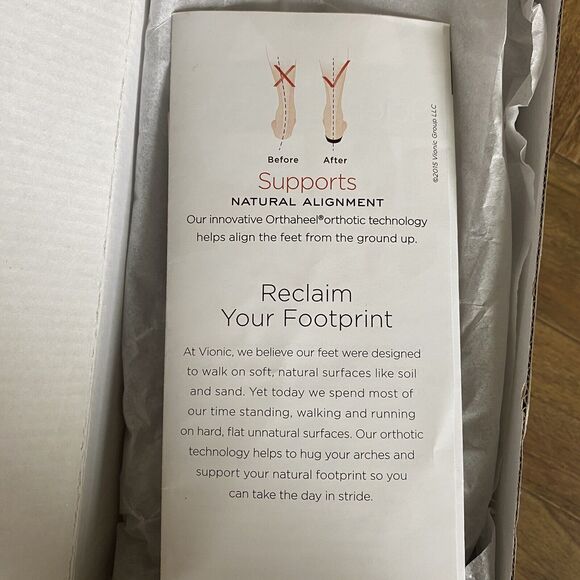 Before After
Supports
NATURAL ALIGNMENT
Our innovative Orthaheel®orthotic technology
helps align the feet from the ground up.
©2015 Vionic Group LLC
Reclaim
Your Footprint
At Vionic, we believe our feet were designed
to walk on soft, natural surfaces like soil
and sand. Yet today we spend most of
our time standing, walking and running
on hard, flat unnatural surfaces. Our orthotic
technology helps to hug your arches and
support your natural footprint so you
can take the day in stride.